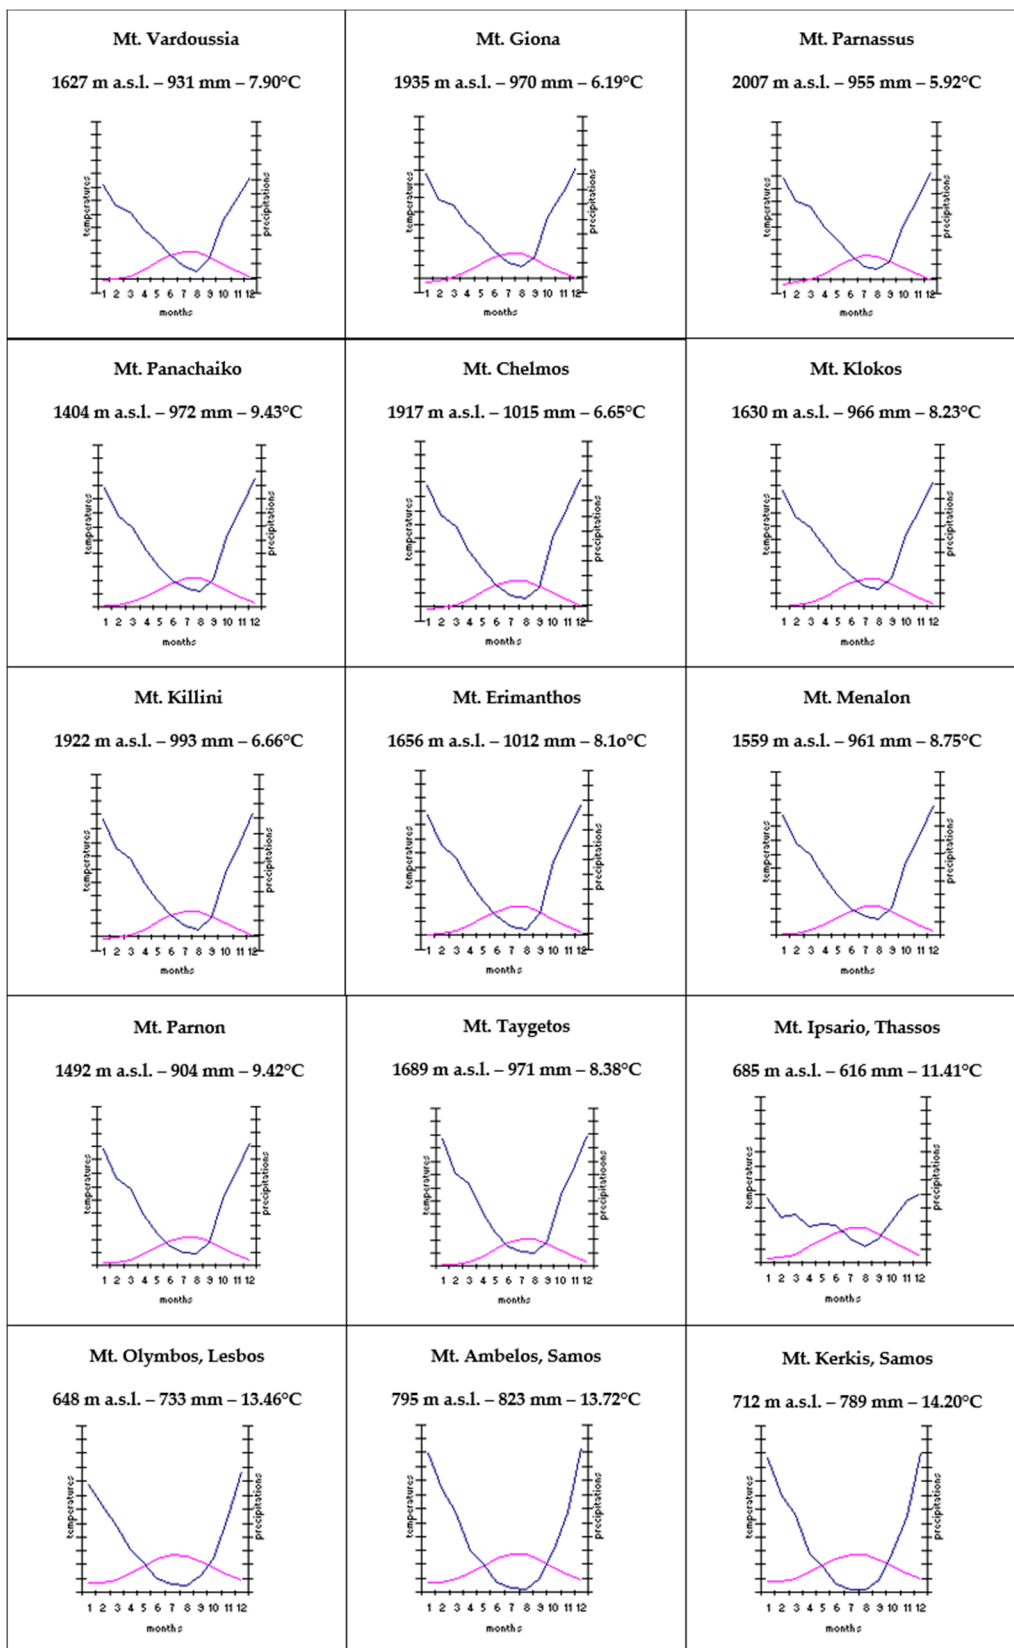 Mt. Vardoussia
1627 m a.s.l. – 931 mm – 7.90°C
temperatures
precipitations
1 2 3 4 5 6 7 8 9 10 11 12
months
Mt. Giona
1935 m a.s.l. – 970 mm – 6.19°C
temperatures
precipitations
1 2 3 4 5 6 7 8 9 10 11 12
months
Mt. Parnassus
2007 m a.s.l. – 955 mm – 5.92°C
temperatures
precipitations
1 2 3 4 5 6 7 8 9 10 11 12
months
Mt. Panachaiko
1404 m a.s.l. – 972 mm – 9.43°C
temperatures
precipitations
1 2 3 4 5 6 7 8 9 10 11 12
months
Mt. Chelmos
1917 m a.s.l. – 1015 mm – 6.65°C
temperatures
precipitations
1 2 3 4 5 6 7 8 9 10 11 12
months
Mt. Klokos
1630 m a.s.l. – 966 mm – 8.23°C
temperatures
precipitations
1 2 3 4 5 6 7 8 9 10 11 12
months
Mt. Killini
1922 m a.s.l. – 993 mm – 6.66°C
temperatures
precipitations
1 2 3 4 5 6 7 8 9 10 11 12
months
Mt. Erimanthos
1656 m a.s.l. – 1012 mm – 8.1o°C
temperatures
precipitations
1 2 3 4 5 6 7 8 9 10 11 12
months
Mt. Menalon
1559 m a.s.l. – 961 mm – 8.75°C
temperatures
precipitations
1 2 3 4 5 6 7 8 9 10 11 12
months
Mt. Parnon
1492 m a.s.l. – 904 mm – 9.42°C
temperatures
precipitations
1 2 3 4 5 6 7 8 9 10 11 12
months
Mt. Taygetos
1689 m a.s.l. – 971 mm – 8.38°C
temperatures
precipitatioons
1 2 3 4 5 6 7 8 9 10 11 12
months
Mt. Ipsario, Thassos
685 m a.s.l. – 616 mm – 11.41°C
temperatures
precipitations
1 2 3 4 5 6 7 8 9 10 11 12
months
Mt. Olymbos, Lesbos
648 m a.s.l. – 733 mm – 13.46°C
temperatures
precipitations
1 2 3 4 5 6 7 8 9 10 11 12
months
Mt. Ambelos, Samos
795 m a.s.l. – 823 mm – 13.72°C
temperatures
precipitations
1 2 3 4 5 6 7 8 9 10 11 12
months
Mt. Kerkis, Samos
712 m a.s.l. – 789 mm – 14.20°C
temperatures
precipitations
1 2 3 4 5 6 7 8 9 10 11 12
months